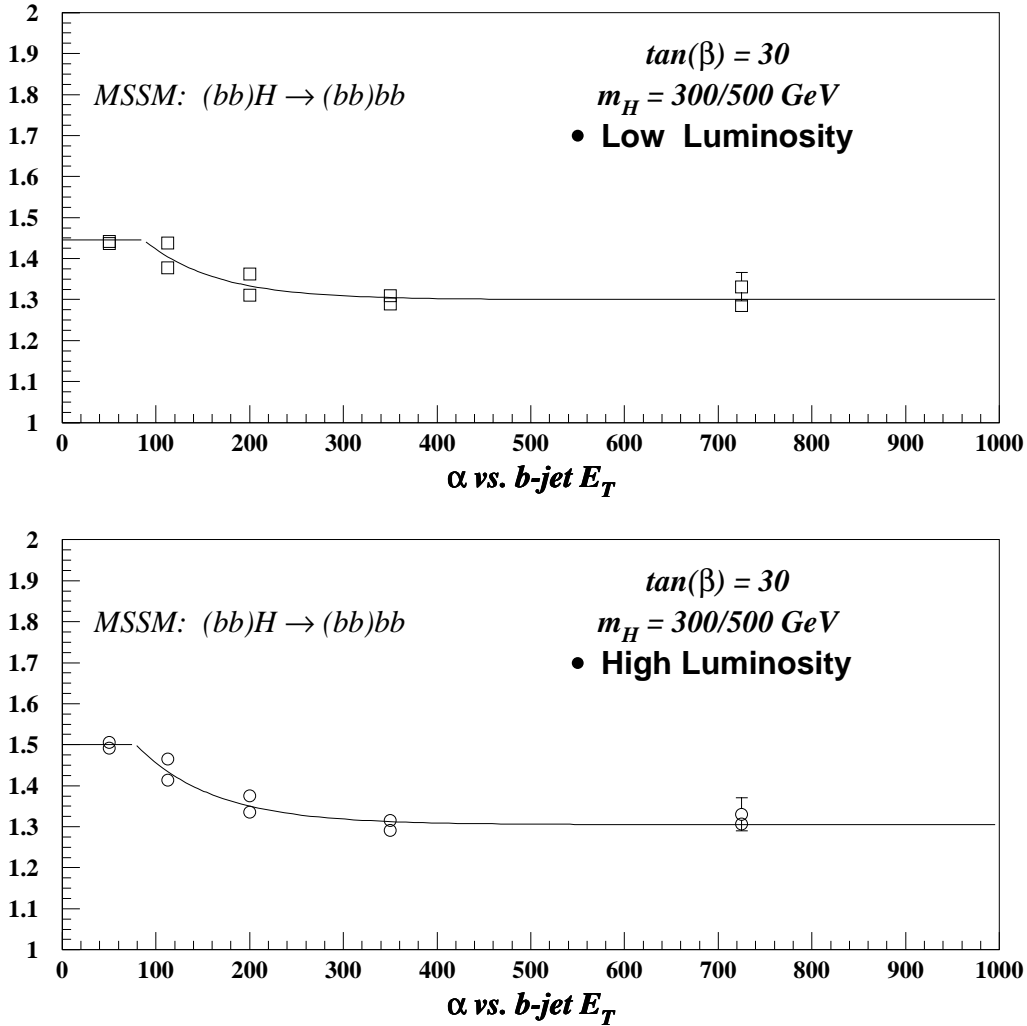 2
1.9
tan(β) = 30
1.8
MSSM: (bb)H → (bb)bb
m_H = 300/500 GeV
1.7
• Low Luminosity
1.6
1.5
1.4
1.3
1.2
1.1
1
0 100 200 300 400 500 600 700 800 900 1000
α vs. b-jet E_T
2
1.9
tan(β) = 30
1.8
MSSM: (bb)H → (bb)bb
m_H = 300/500 GeV
1.7
• High Luminosity
1.6
1.5
1.4
1.3
1.2
1.1
1
0 100 200 300 400 500 600 700 800 900 1000
α vs. b-jet E_T